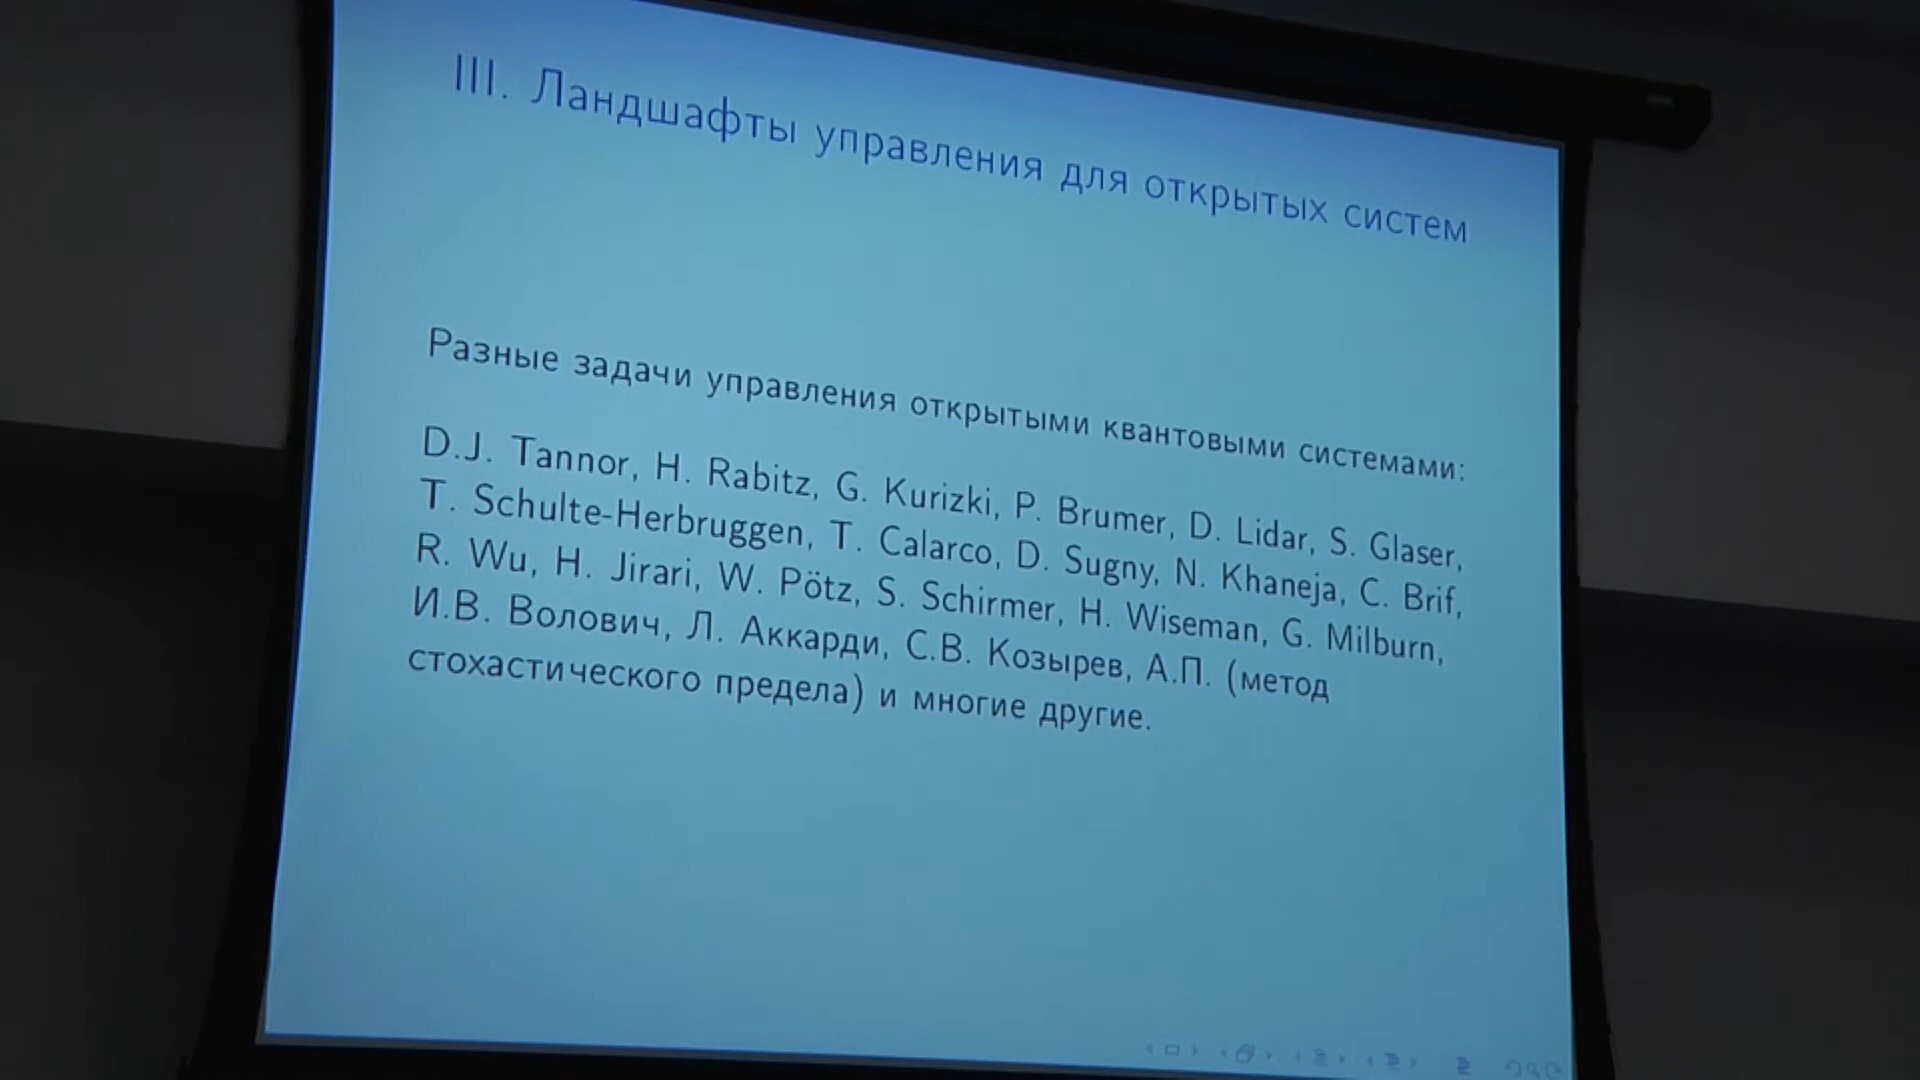 III. Ландшафты управления для открытых систем
Разные задачи управления открытыми квантовыми системами:
D.J. Tannor, H. Rabitz, G. Kurizki, P. Brumer, D. Lidar, S. Glaser,
T. Schulte-Herbruggen, T. Calarco, D. Sugny, N. Khaneja, C. Brif,
R. Wu, H. Jirari, W. Pötz, S. Schirmer, H. Wiseman, G. Milburn,
И.В. Волович, Л. Аккарди, С.В. Козырев, А.П. (метод
стохастического предела) и многие другие.